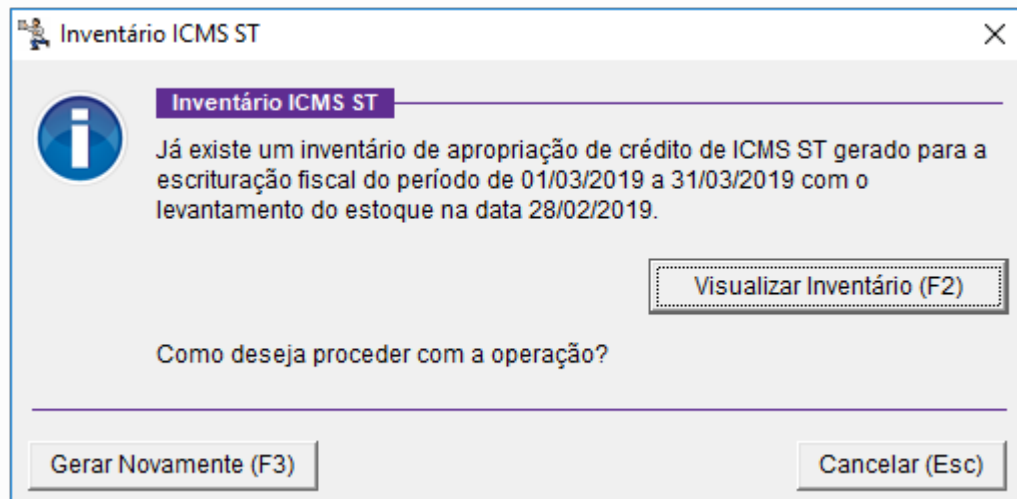 Inventário ICMS ST
Inventário ICMS ST
Já existe um inventário de apropriação de crédito de ICMS ST gerado para a
escrituração fiscal do período de 01/03/2019 a 31/03/2019 com o
levantamento do estoque na data 28/02/2019.
Visualizar Inventário (F2)
Como deseja proceder com a operação?
Gerar Novamente (F3)
Cancelar (Esc)